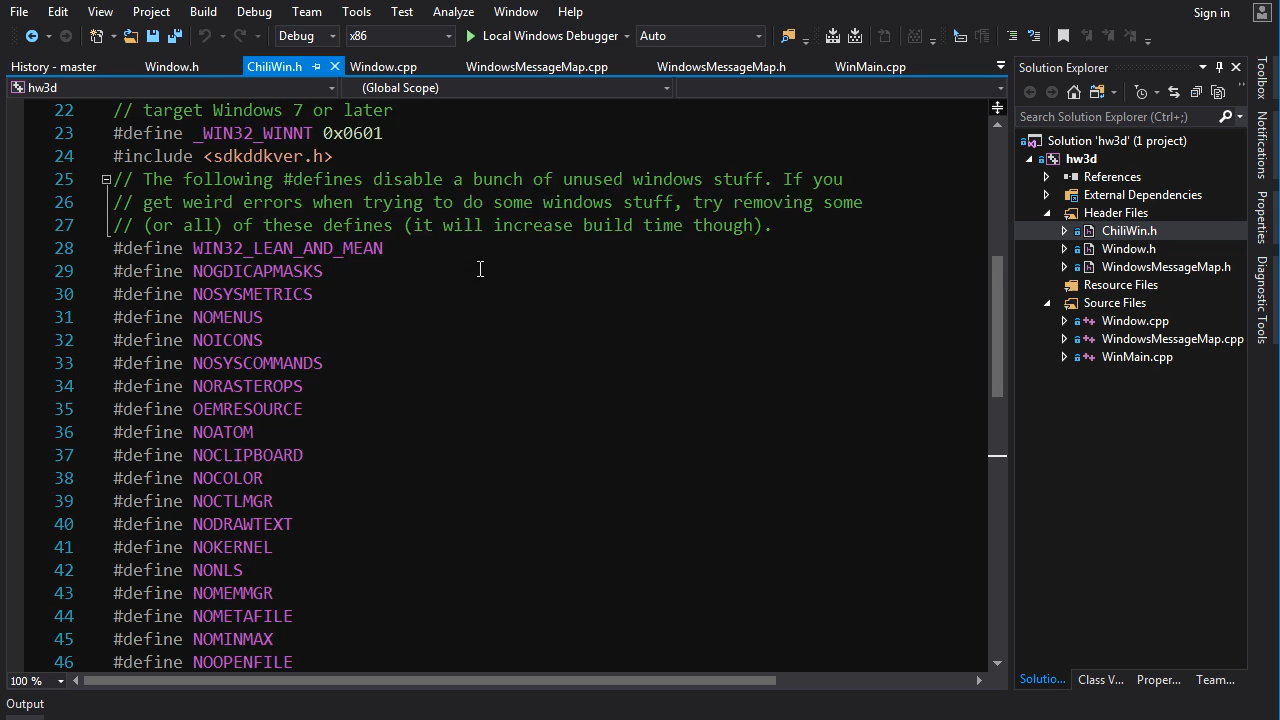 File Edit View Project Build Debug Team Tools Test Analyze Window Help Sign in
Debug x86 Local Windows Debugger Auto
History - master Window.h ChiliWin.h Window.cpp WindowsMessageMap.cpp WindowsMessageMap.h WinMain.cpp
hw3d (Global Scope)
22 // target Windows 7 or later
23 #define _WIN32_WINNT 0x0601
24 #include <sdkddkver.h>
25 // The following #defines disable a bunch of unused windows stuff. If you
26 // get weird errors when trying to do some windows stuff, try removing some
27 // (or all) of these defines (it will increase build time though).
28 #define WIN32_LEAN_AND_MEAN
29 #define NOGDICAPMASKS
30 #define NOSYSMETRICS
31 #define NOMENUS
32 #define NOICONS
33 #define NOSYSCOMMANDS
34 #define NORASTEROPS
35 #define OEMRESOURCE
36 #define NOATOM
37 #define NOCLIPBOARD
38 #define NOCOLOR
39 #define NOCTLMGR
40 #define NODRAWTEXT
41 #define NOKERNEL
42 #define NONLS
43 #define NOMEMMGR
44 #define NOMETAFILE
45 #define NOMINMAX
46 #define NOOPENFILE
100 %
Output
Solution Explorer
Search Solution Explorer (Ctrl+;)
Solution 'hw3d' (1 project)
hw3d
References
External Dependencies
Header Files
ChiliWin.h
Window.h
WindowsMessageMap.h
Resource Files
Source Files
Window.cpp
WindowsMessageMap.cpp
WinMain.cpp
Solutio... Class V... Proper... Team...
Toolbox
Notifications
Properties
Diagnostic Tools